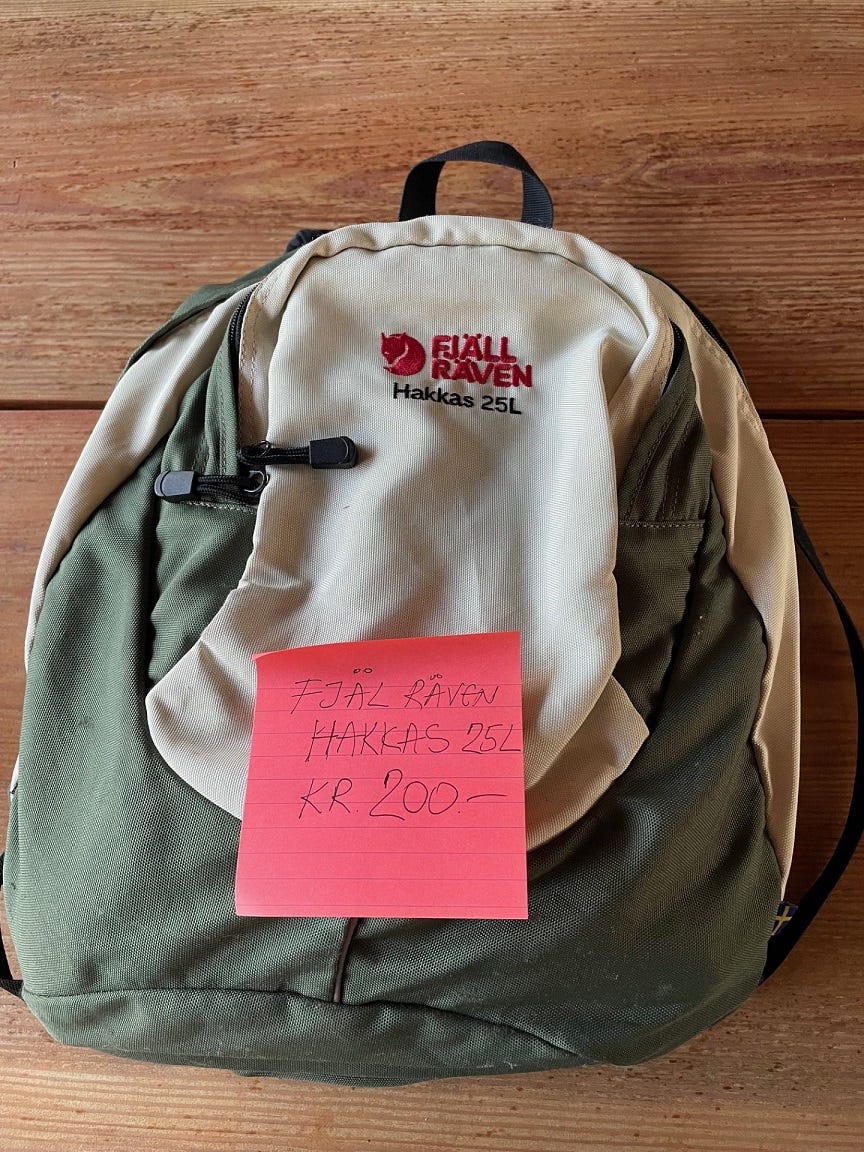 FJÄLL
RÄVEN
Hakkas 25L
FJÄL RÄVEN
HAKKAS 25L
KR. 200.-